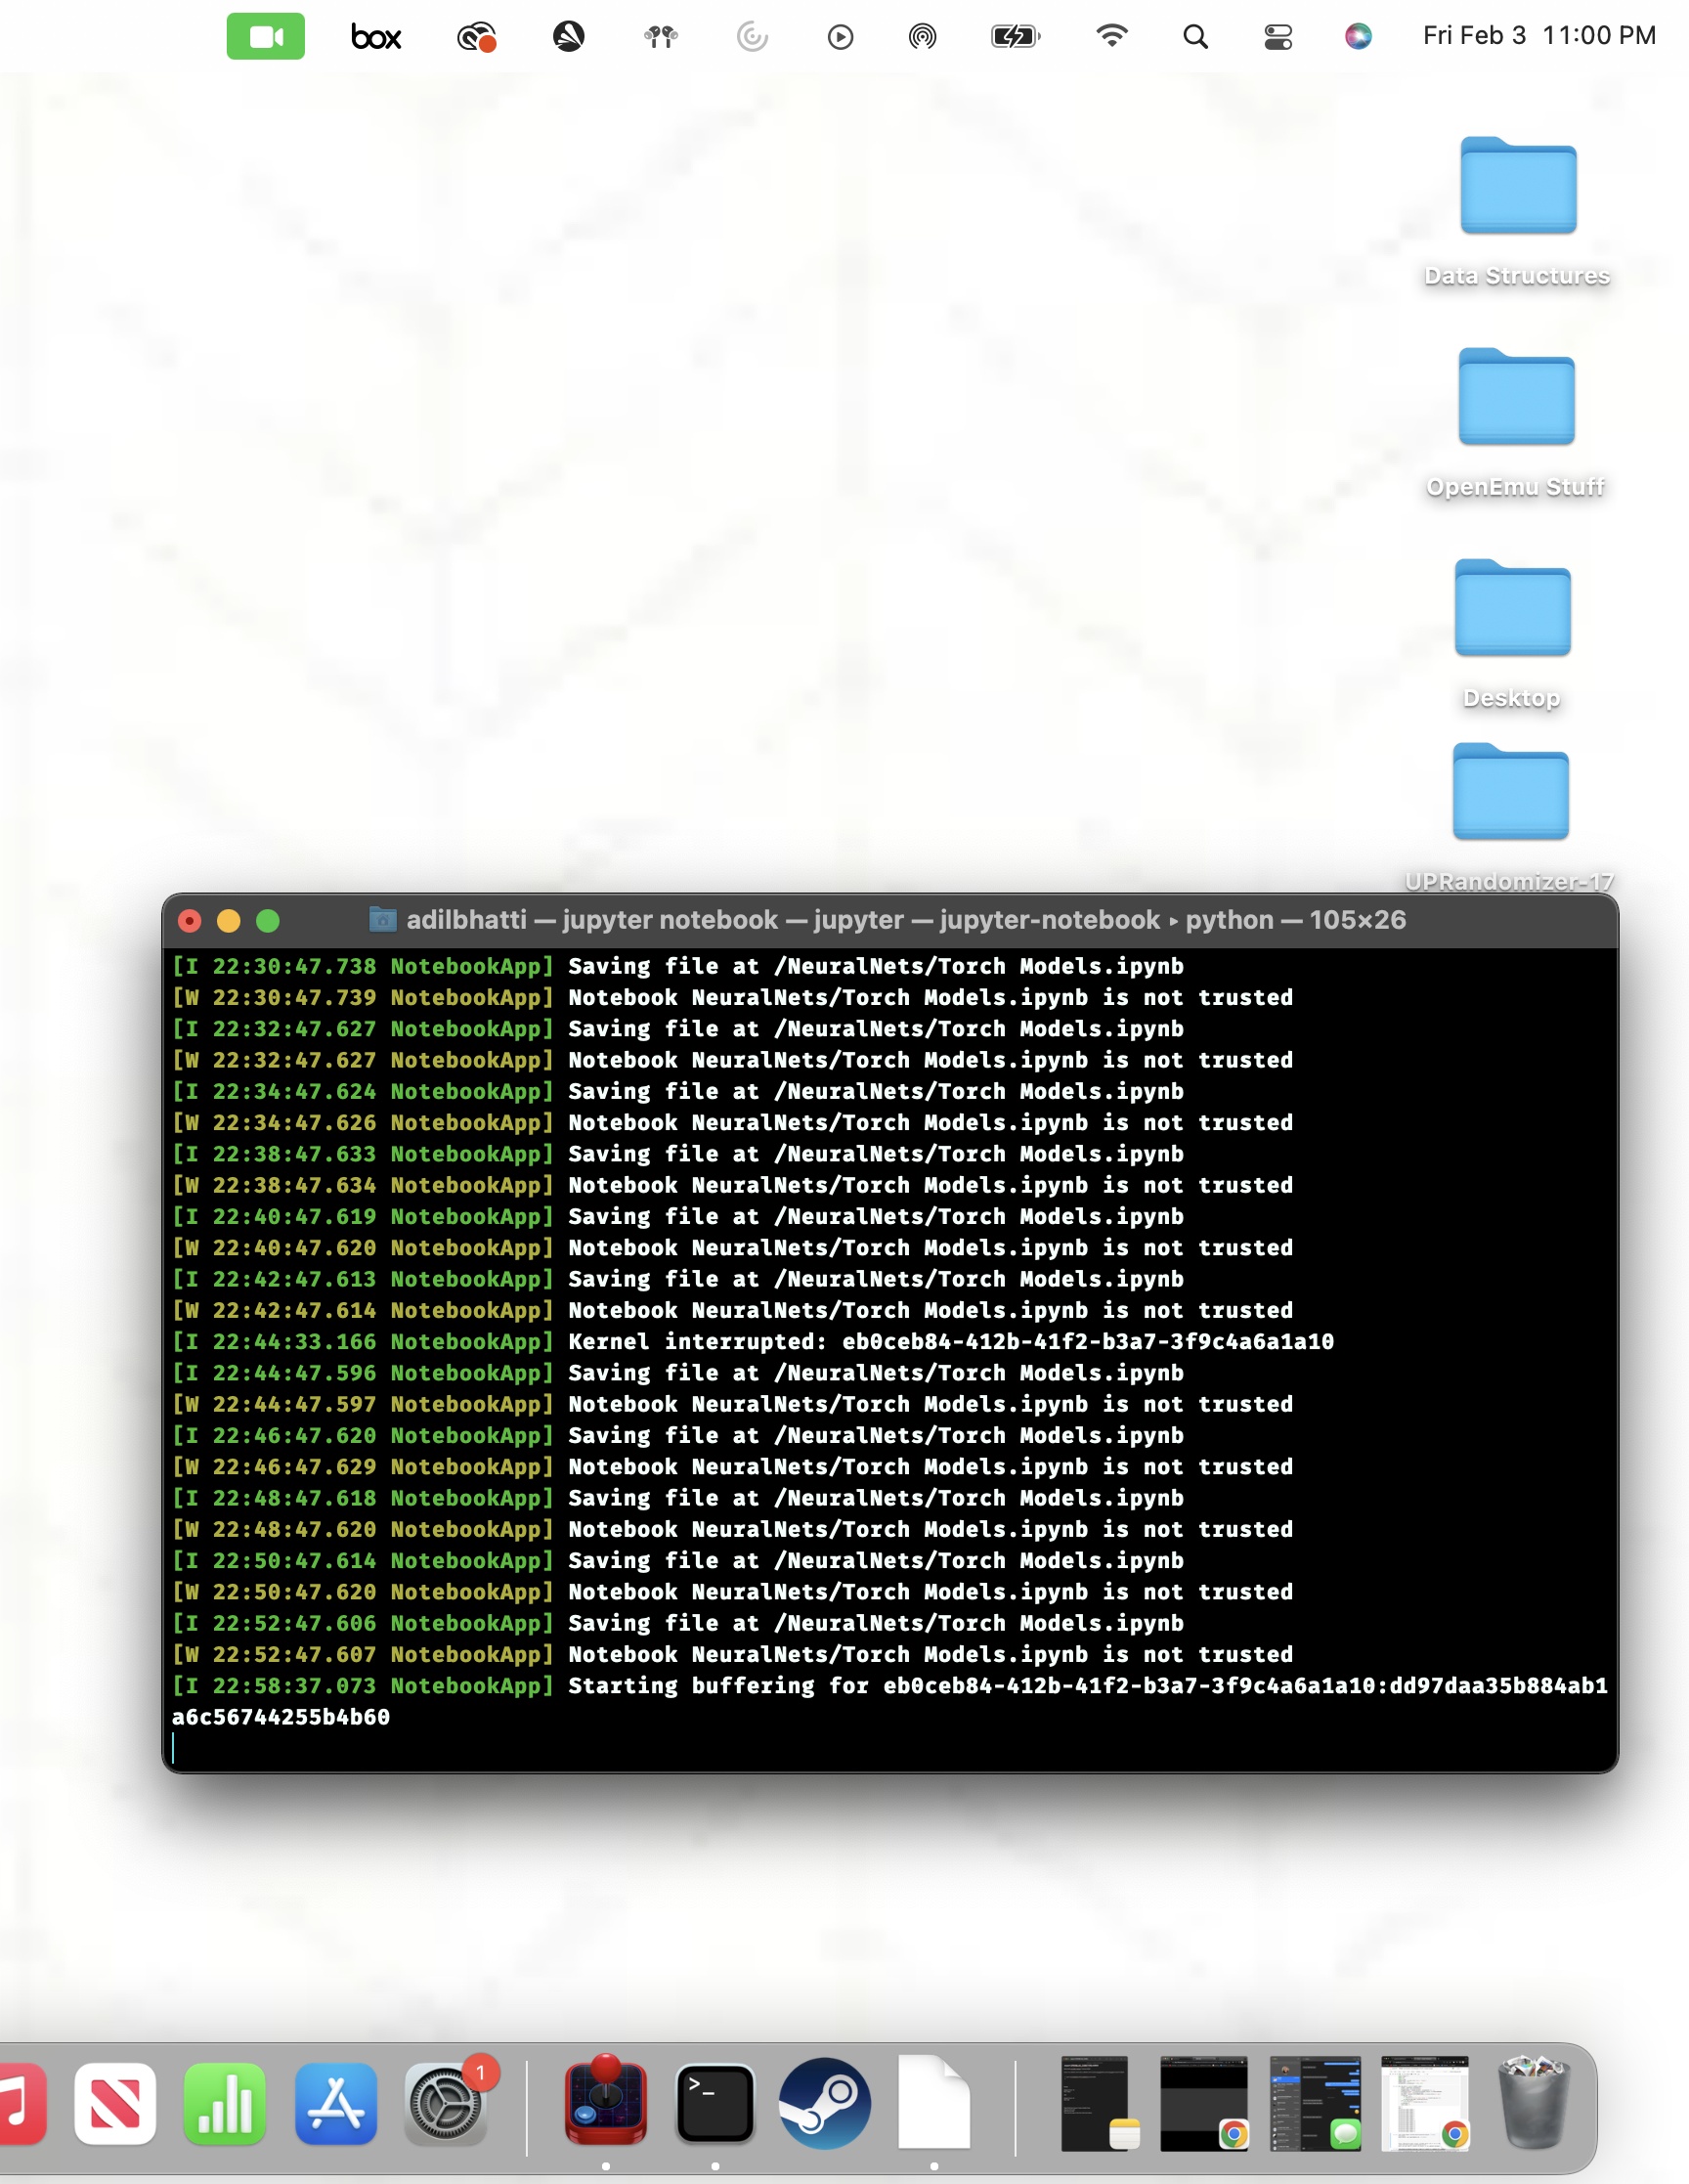 box
Fri Feb 3 11:00 PM
Data Structures
OpenEmu Stuff
Desktop
UPRandomizer-17
adilbhatti — jupyter notebook — jupyter — jupyter-notebook ▸ python — 105×26
[I 22:30:47.738 NotebookApp] Saving file at /NeuralNets/Torch Models.ipynb
[W 22:30:47.739 NotebookApp] Notebook NeuralNets/Torch Models.ipynb is not trusted
[I 22:32:47.627 NotebookApp] Saving file at /NeuralNets/Torch Models.ipynb
[W 22:32:47.627 NotebookApp] Notebook NeuralNets/Torch Models.ipynb is not trusted
[I 22:34:47.624 NotebookApp] Saving file at /NeuralNets/Torch Models.ipynb
[W 22:34:47.626 NotebookApp] Notebook NeuralNets/Torch Models.ipynb is not trusted
[I 22:38:47.633 NotebookApp] Saving file at /NeuralNets/Torch Models.ipynb
[W 22:38:47.634 NotebookApp] Notebook NeuralNets/Torch Models.ipynb is not trusted
[I 22:40:47.619 NotebookApp] Saving file at /NeuralNets/Torch Models.ipynb
[W 22:40:47.620 NotebookApp] Notebook NeuralNets/Torch Models.ipynb is not trusted
[I 22:42:47.613 NotebookApp] Saving file at /NeuralNets/Torch Models.ipynb
[W 22:42:47.614 NotebookApp] Notebook NeuralNets/Torch Models.ipynb is not trusted
[I 22:44:33.166 NotebookApp] Kernel interrupted: eb0ceb84-412b-41f2-b3a7-3f9c4a6a1a10
[I 22:44:47.596 NotebookApp] Saving file at /NeuralNets/Torch Models.ipynb
[W 22:44:47.597 NotebookApp] Notebook NeuralNets/Torch Models.ipynb is not trusted
[I 22:46:47.620 NotebookApp] Saving file at /NeuralNets/Torch Models.ipynb
[W 22:46:47.629 NotebookApp] Notebook NeuralNets/Torch Models.ipynb is not trusted
[I 22:48:47.618 NotebookApp] Saving file at /NeuralNets/Torch Models.ipynb
[W 22:48:47.620 NotebookApp] Notebook NeuralNets/Torch Models.ipynb is not trusted
[I 22:50:47.614 NotebookApp] Saving file at /NeuralNets/Torch Models.ipynb
[W 22:50:47.620 NotebookApp] Notebook NeuralNets/Torch Models.ipynb is not trusted
[I 22:52:47.606 NotebookApp] Saving file at /NeuralNets/Torch Models.ipynb
[W 22:52:47.607 NotebookApp] Notebook NeuralNets/Torch Models.ipynb is not trusted
[I 22:58:37.073 NotebookApp] Starting buffering for eb0ceb84-412b-41f2-b3a7-3f9c4a6a1a10:dd97daa35b884ab1
a6c56744255b4b60
1
>_